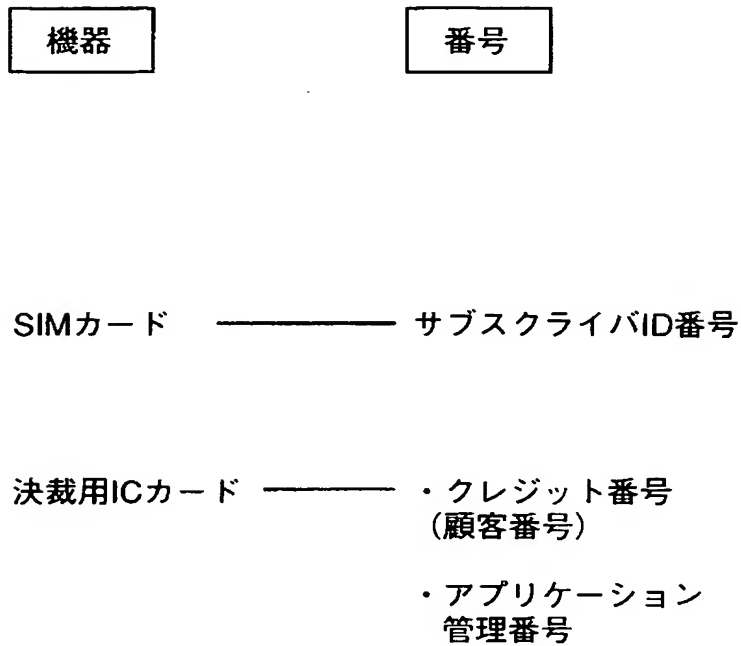 機器
番号
SIMカード
サブスクライバID番号
決裁用ICカード
・クレジット番号
(顧客番号)
・アプリケーション
管理番号